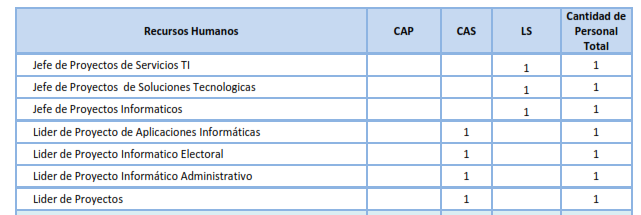 Recursos Humanos CAP CAS LS Cantidad de Personal Total
Jefe de Proyectos de Servicios TI 1 1
Jefe de Proyectos de Soluciones Tecnologicas 1 1
Jefe de Proyectos Informaticos 1 1
Lider de Proyecto de Aplicaciones Informáticas 1 1
Lider de Proyecto Informatico Electoral 1 1
Lider de Proyecto Informático Administrativo 1 1
Lider de Proyectos 1 1